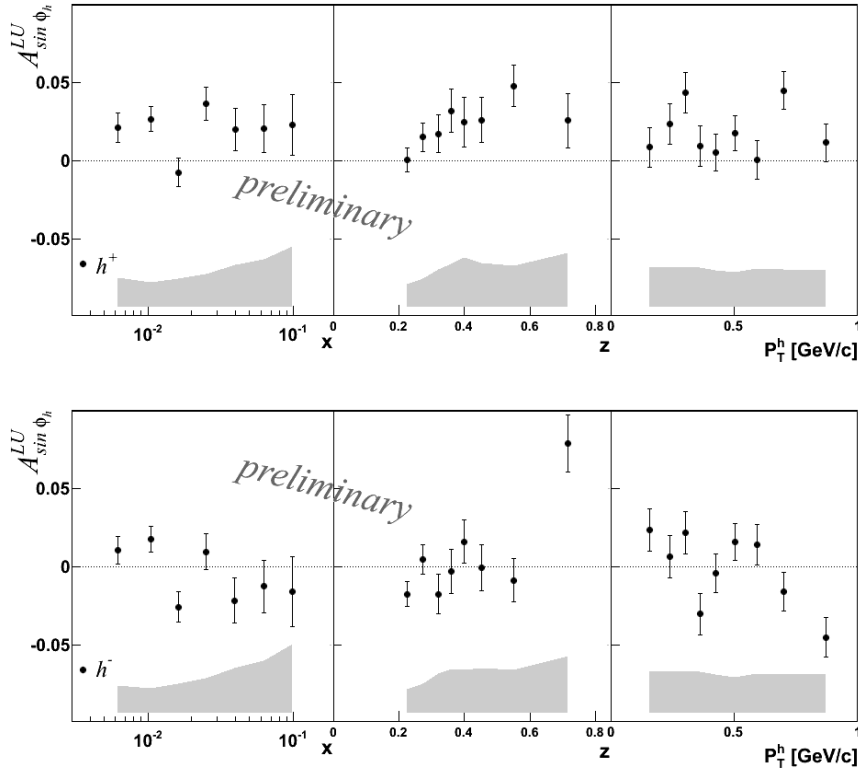 A^{LU}_{sin ϕ_h}
0.05
0
-0.05
preliminary
h^+
10^{-2} 10^{-1} 0 0.2 0.4 0.6 0.8 0 0.5 1
x z P_T^h [GeV/c]
A^{LU}_{sin ϕ_h}
0.05
0
-0.05
preliminary
h^-
10^{-2} 10^{-1} 0 0.2 0.4 0.6 0.8 0 0.5 1
x z P_T^h [GeV/c]